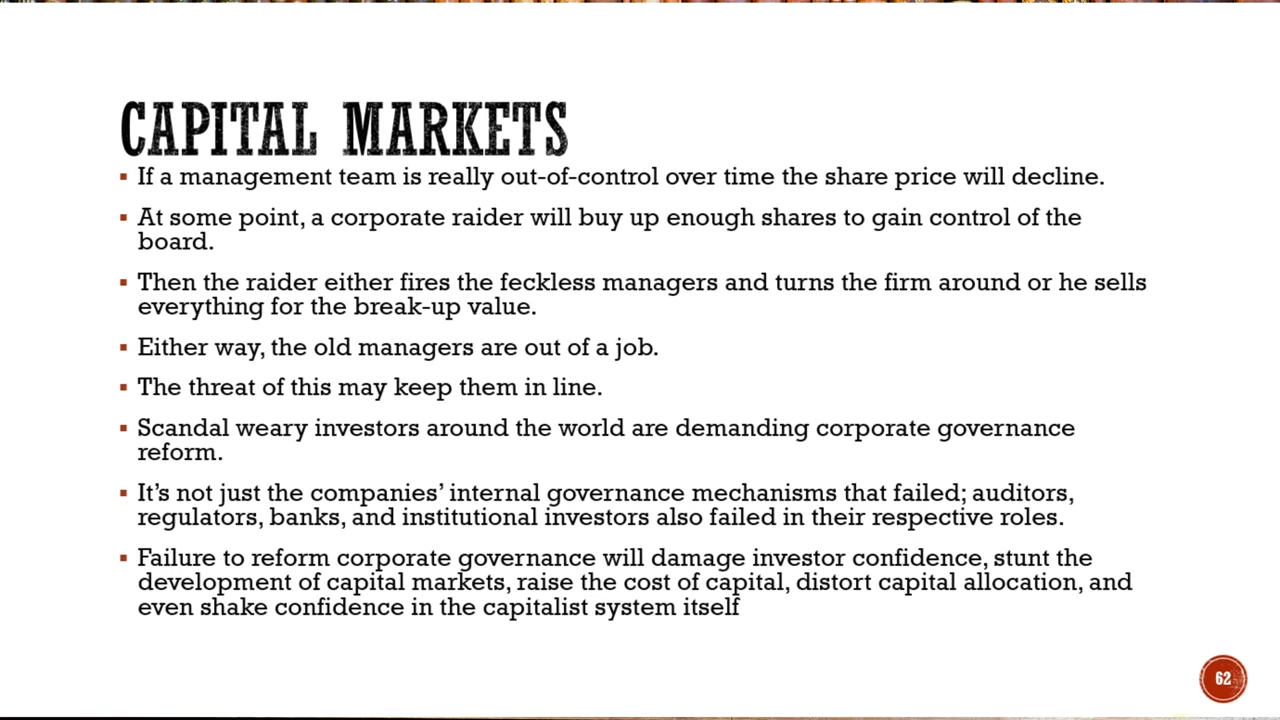 CAPITAL MARKETS
▪ If a management team is really out-of-control over time the share price will decline.
▪ At some point, a corporate raider will buy up enough shares to gain control of the
board.
▪ Then the raider either fires the feckless managers and turns the firm around or he sells
everything for the break-up value.
▪ Either way, the old managers are out of a job.
▪ The threat of this may keep them in line.
▪ Scandal weary investors around the world are demanding corporate governance
reform.
▪ It’s not just the companies’ internal governance mechanisms that failed; auditors,
regulators, banks, and institutional investors also failed in their respective roles.
▪ Failure to reform corporate governance will damage investor confidence, stunt the
development of capital markets, raise the cost of capital, distort capital allocation, and
even shake confidence in the capitalist system itself
62